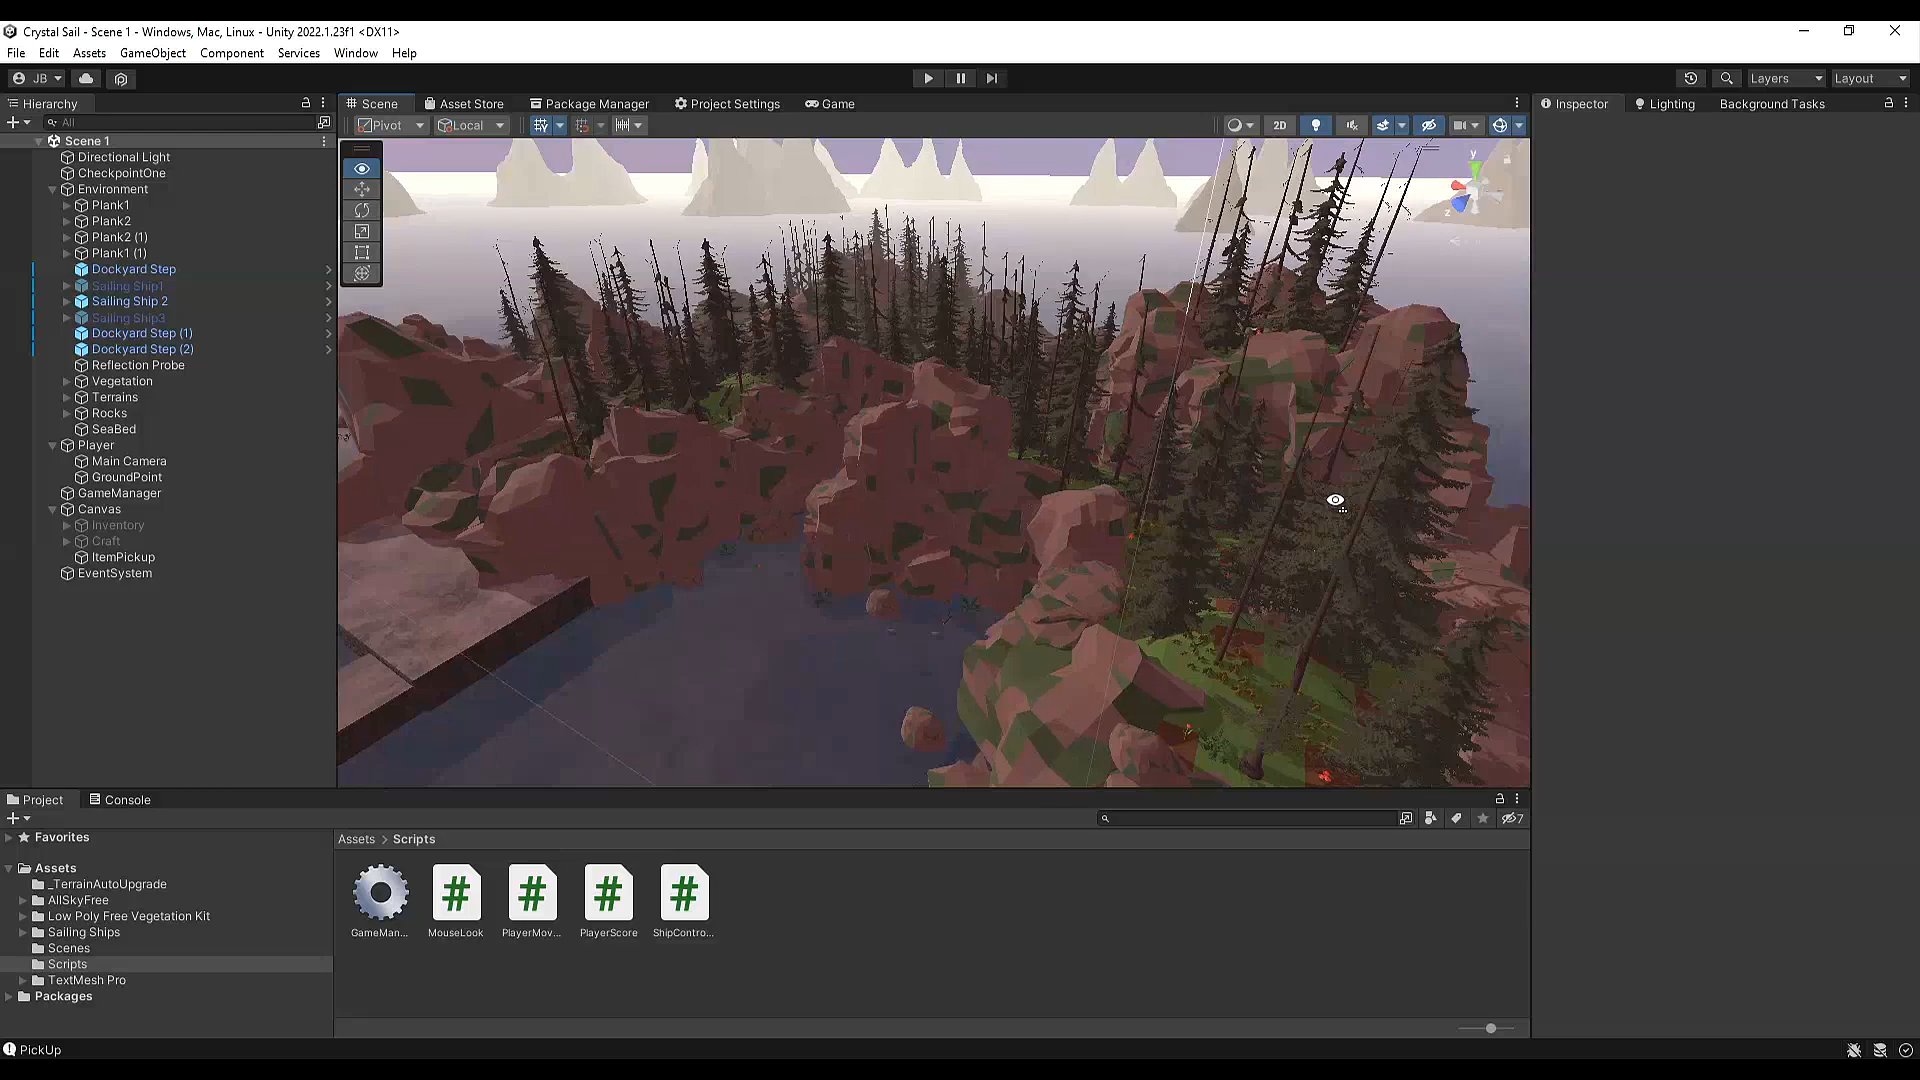 Crystal Sail - Scene 1 - Windows, Mac, Linux - Unity 2022.1.23f1 <DX11>
File Edit Assets GameObject Component Services Window Help
JB Layers Layout
Hierarchy
All
Scene 1
Directional Light
CheckpointOne
Environment
Plank1
Plank2
Plank2 (1)
Plank1 (1)
Dockyard Step
Sailing Ship1
Sailing Ship 2
Sailing Ship3
Dockyard Step (1)
Dockyard Step (2)
Reflection Probe
Vegetation
Terrains
Rocks
SeaBed
Player
Main Camera
GroundPoint
GameManager
Canvas
Inventory
Craft
ItemPickup
EventSystem
Scene Asset Store Package Manager Project Settings Game
Pivot Local 2D
y
z
Inspector Lighting Background Tasks
Project Console
7
Favorites
Assets
_TerrainAutoUpgrade
AllSkyFree
Low Poly Free Vegetation Kit
Sailing Ships
Scenes
Scripts
TextMesh Pro
Packages
Assets > Scripts
GameMan... MouseLook PlayerMov... PlayerScore ShipContro...
PickUp